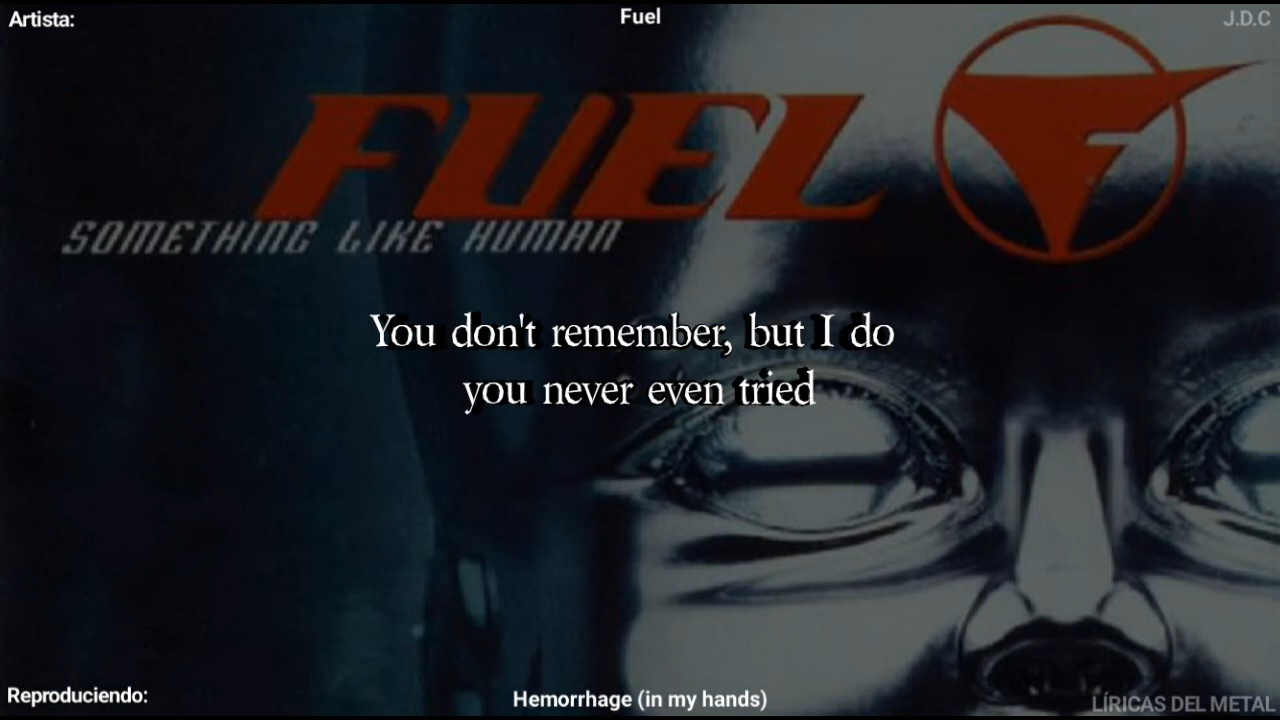 Artista:
Fuel
J.D.C
FUEL
F
SOMETHING LIKE HUMAN
You don't remember, but I do
you never even tried
Reproduciendo:
Hemorrhage (in my hands)
LÍRICAS DEL METAL